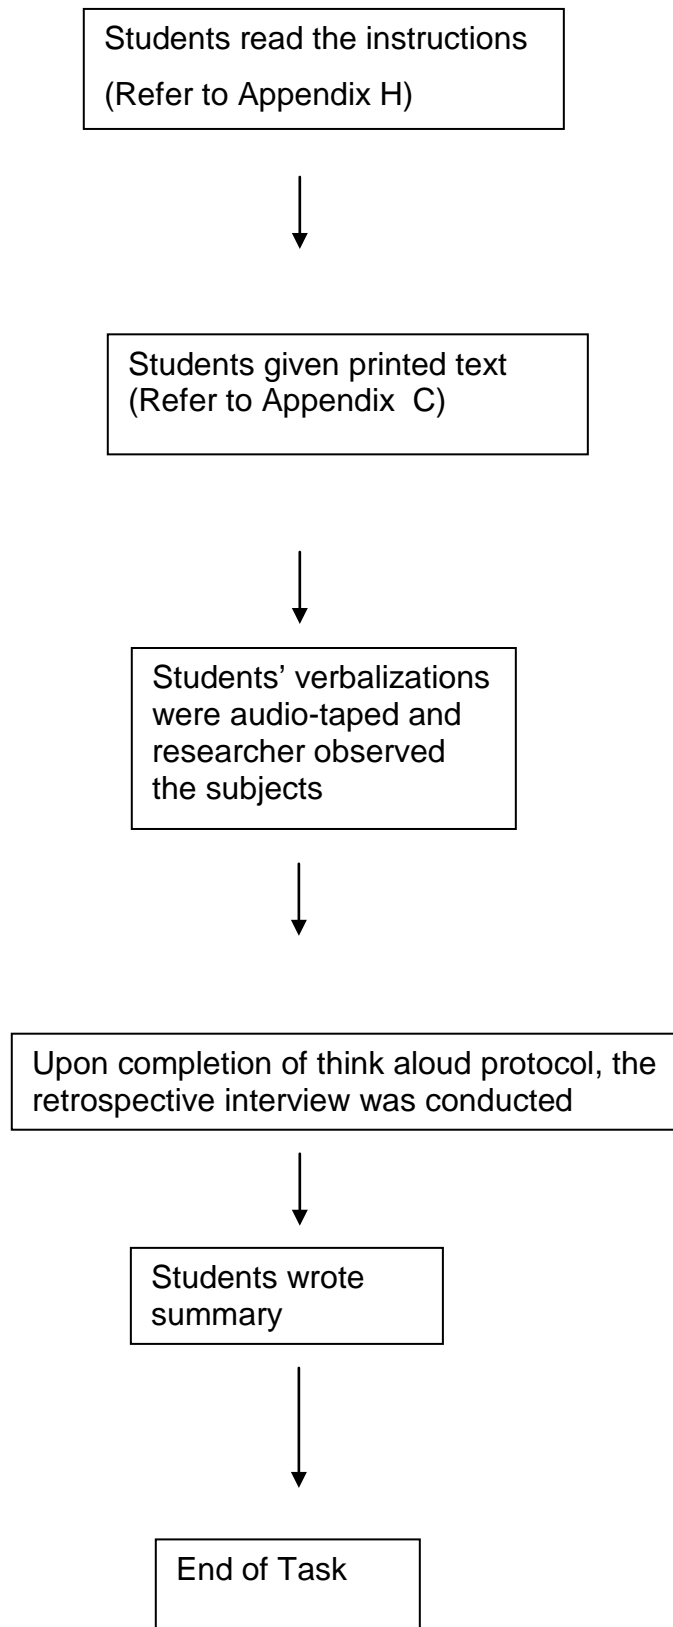 Students read the instructions
(Refer to Appendix H)
Students given printed text
(Refer to Appendix  C)
Students’ verbalizations
were audio-taped and
researcher observed
the subjects
Upon completion of think aloud protocol, the
retrospective interview was conducted
Students wrote
summary
End of Task